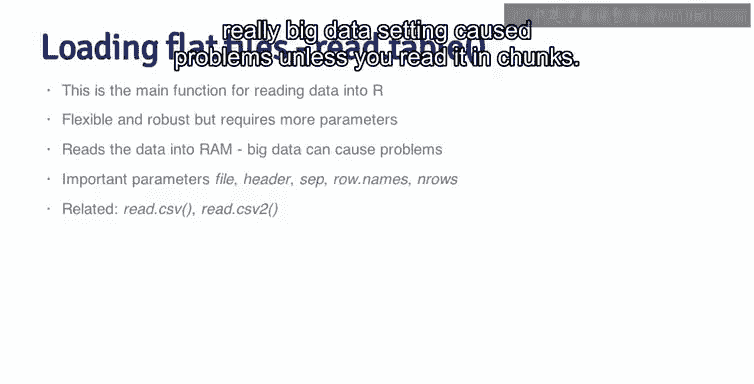 really big data setting caused
problems unless you read it in chunks.
Loading flat files - read.table()
· This is the main function for reading data into R
· Flexible and robust but requires more parameters
· Reads the data into RAM - big data can cause problems
· Important parameters file, header, sep, row.names, nrows
· Related: read.csv(), read.csv2()